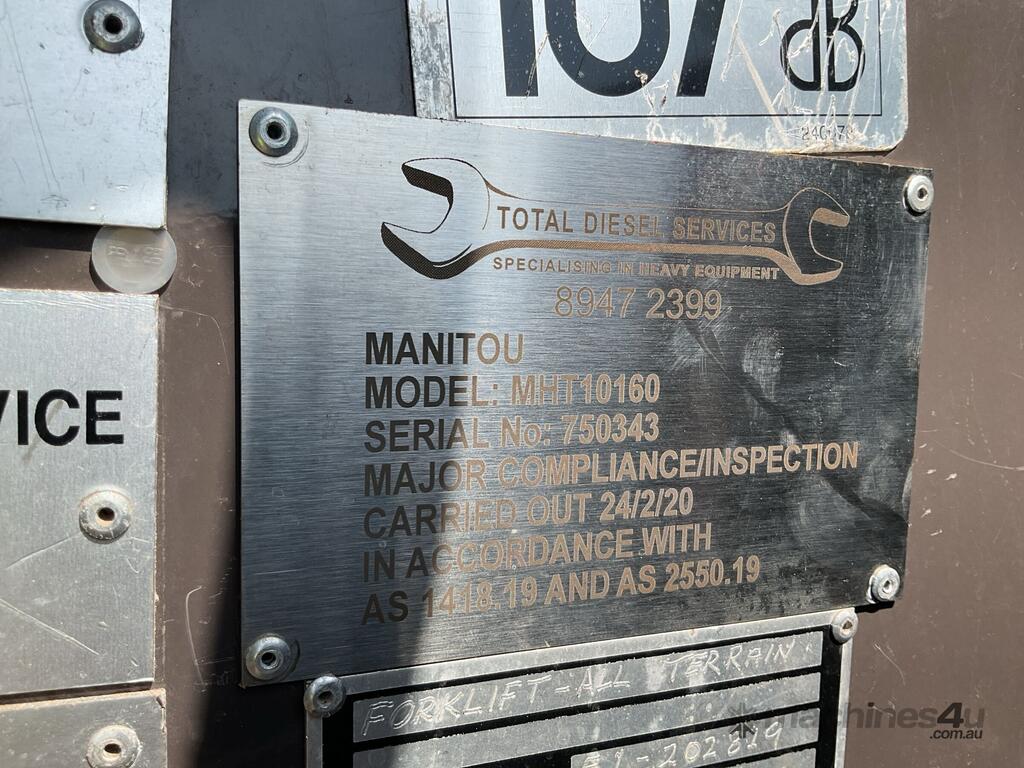 107 dB
TOTAL DIESEL SERVICES
SPECIALISING IN HEAVY EQUIPMENT
8947 2399
MANITOU
MODEL: MHT10160
SERIAL No: 750343
MAJOR COMPLIANCE/INSPECTION
CARRIED OUT 24/2/20
IN ACCORDANCE WITH
AS 1418.19 AND AS 2550.19
VICE
FORKLIFT-ALL TERRAIN
machines4u
.com.au